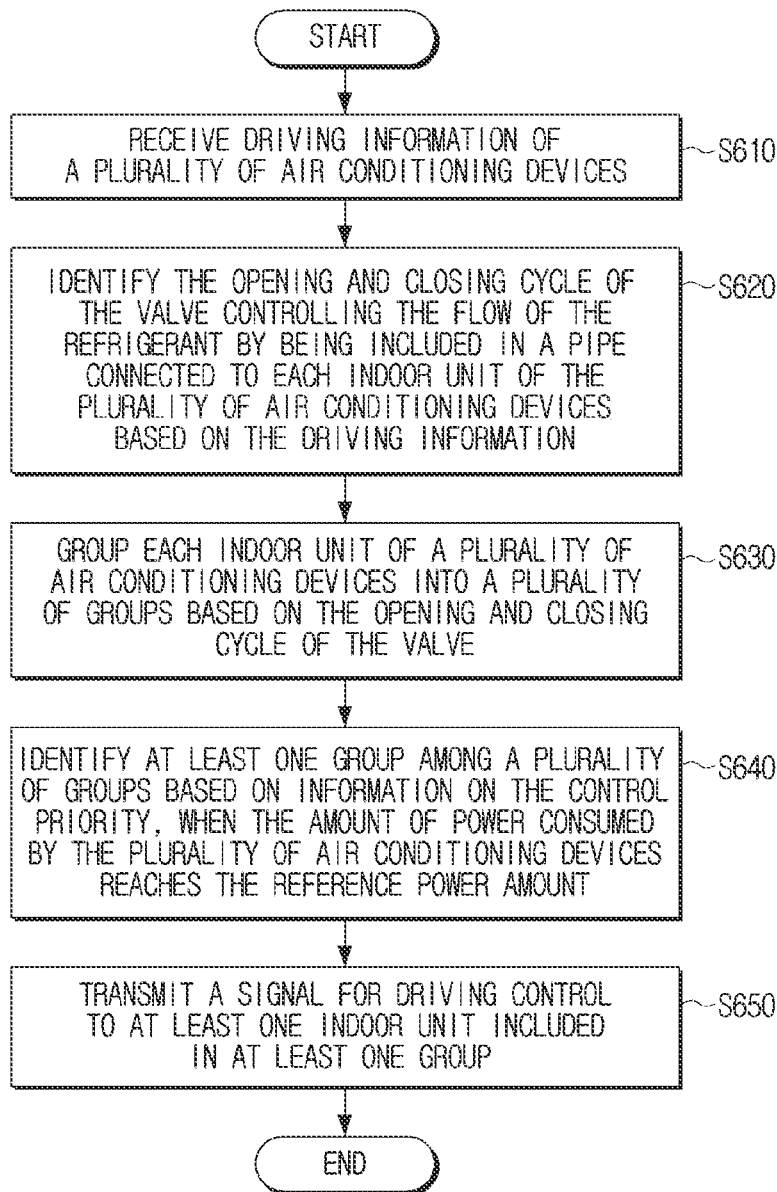 START
RECEIVE DRIVING INFORMATION OF
A PLURALITY OF AIR CONDITIONING DEVICES
S610
IDENTIFY THE OPENING AND CLOSING CYCLE OF
THE VALVE CONTROLLING THE FLOW OF THE
REFRIGERANT BY BEING INCLUDED IN A PIPE
CONNECTED TO EACH INDOOR UNIT OF THE
PLURALITY OF AIR CONDITIONING DEVICES
BASED ON THE DRIVING INFORMATION
S620
GROUP EACH INDOOR UNIT OF A PLURALITY OF
AIR CONDITIONING DEVICES INTO A PLURALITY
OF GROUPS BASED ON THE OPENING AND CLOSING
CYCLE OF THE VALVE
S630
IDENTIFY AT LEAST ONE GROUP AMONG A PLURALITY
OF GROUPS BASED ON INFORMATION ON THE CONTROL
PRIORITY, WHEN THE AMOUNT OF POWER CONSUMED
BY THE PLURALITY OF AIR CONDITIONING DEVICES
REACHES THE REFERENCE POWER AMOUNT
S640
TRANSMIT A SIGNAL FOR DRIVING CONTROL
TO AT LEAST ONE INDOOR UNIT INCLUDED
IN AT LEAST ONE GROUP
S650
END